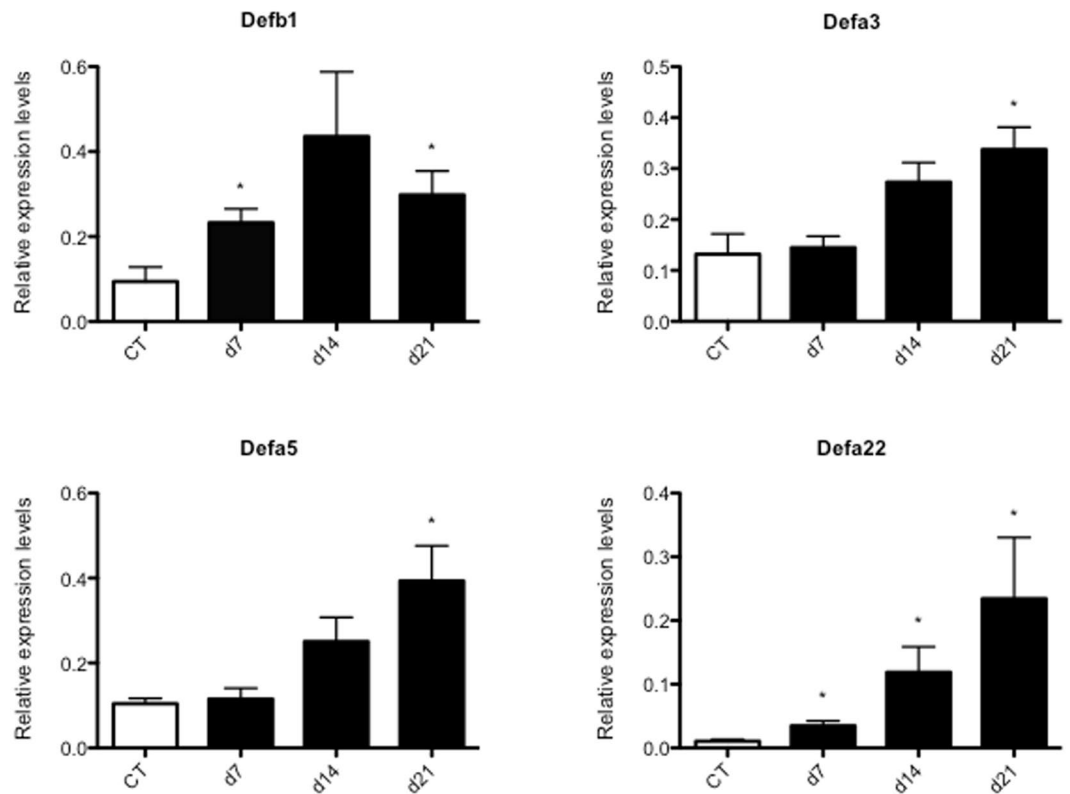 Defb1
Relative expression levels
0.6
0.4
0.2
0.0
*
*
CT
d7
d14
d21
Defa3
Relative expression levels
0.5
0.4
0.3
0.2
0.1
0.0
*
CT
d7
d14
d21
Defa5
Relative expression levels
0.6
0.4
0.2
0.0
*
CT
d7
d14
d21
Defa22
Relative expression levels
0.4
0.3
0.2
0.1
0.0
*
*
*
CT
d7
d14
d21